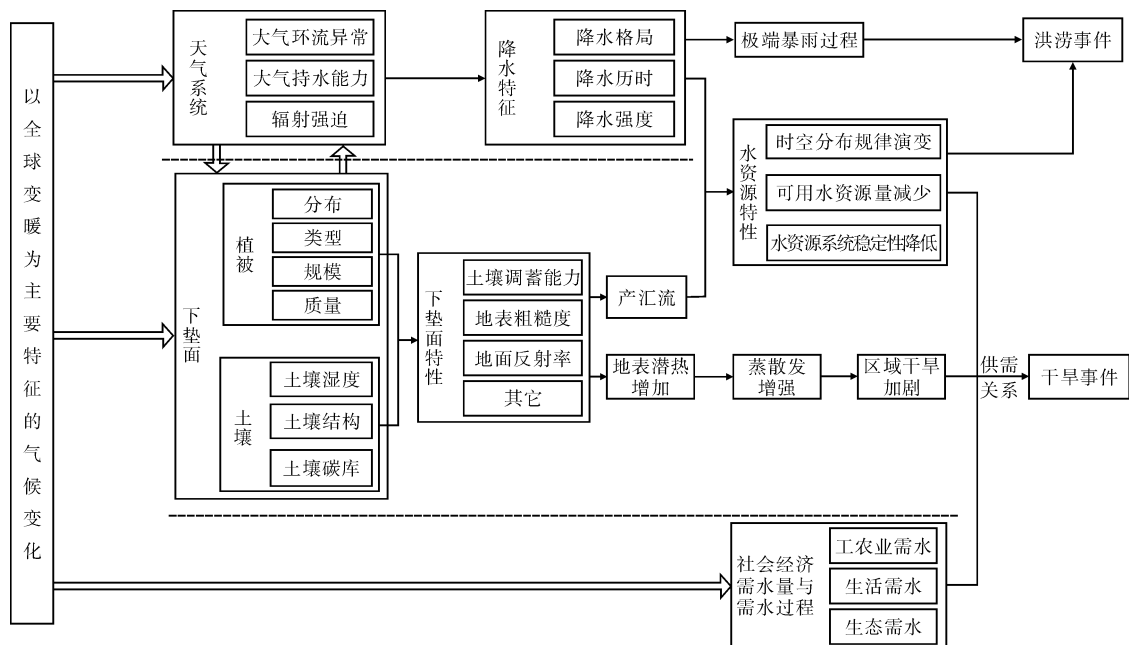 以全球变暖为主要特征的气候变化
天气系统
大气环流异常
大气持水能力
辐射强迫
降水特征
降水格局
降水历时
降水强度
极端暴雨过程
洪涝事件
水资源特性
时空分布规律演变
可用水资源量减少
水资源系统稳定性降低
下垫面
植被
分布
类型
规模
质量
土壤
土壤湿度
土壤结构
土壤碳库
下垫面特性
土壤调蓄能力
地表粗糙度
地面反射率
其它
产汇流
地表潜热
增加
蒸散发
增强
区域干旱
加剧
供需
关系
干旱事件
社会经济
需水量与
需水过程
工农业需水
生活需水
生态需水